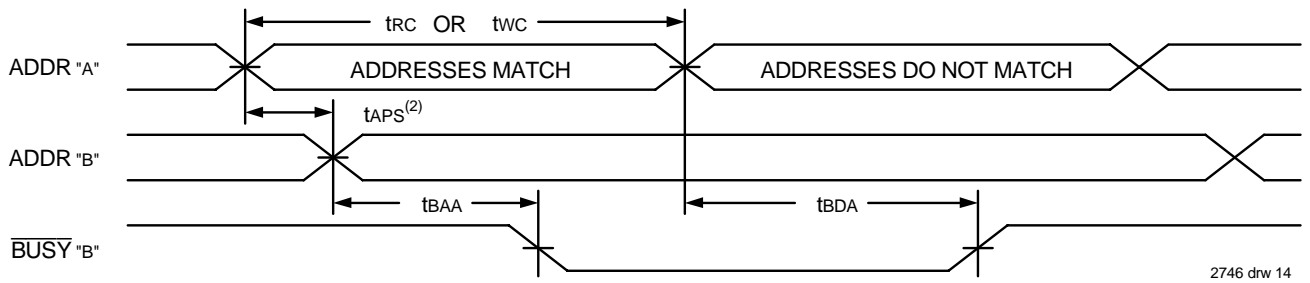 tRC OR tWC
ADDR "A"
ADDRESSES MATCH
ADDRESSES DO NOT MATCH
tAPS(2)
ADDR "B"
tBAA
tBDA
BUSY "B"
2746 drw 14